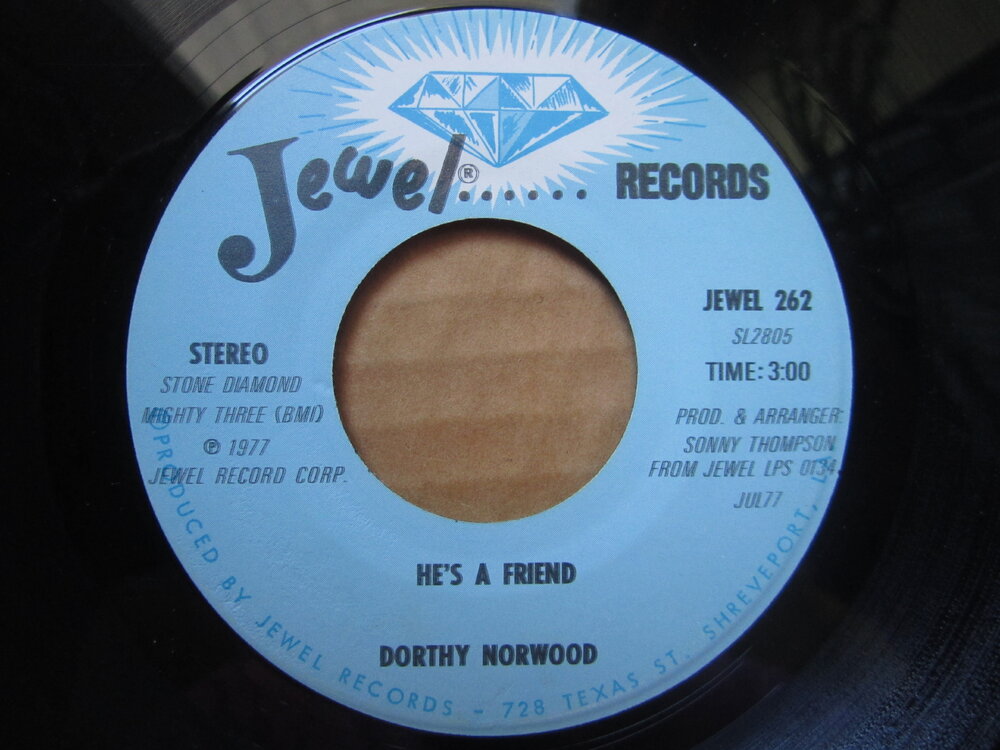 Jewel®...... RECORDS
JEWEL 262
SL2805
TIME: 3:00
PROD. & ARRANGER:
SONNY THOMPSON
FROM JEWEL LPS 0134
JUL77
STEREO
STONE DIAMOND
MIGHTY THREE (BMI)
℗ 1977
JEWEL RECORD CORP.
HE'S A FRIEND
DORTHY NORWOOD
PRODUCED BY JEWEL RECORDS - 728 TEXAS ST. SHREVEPORT,